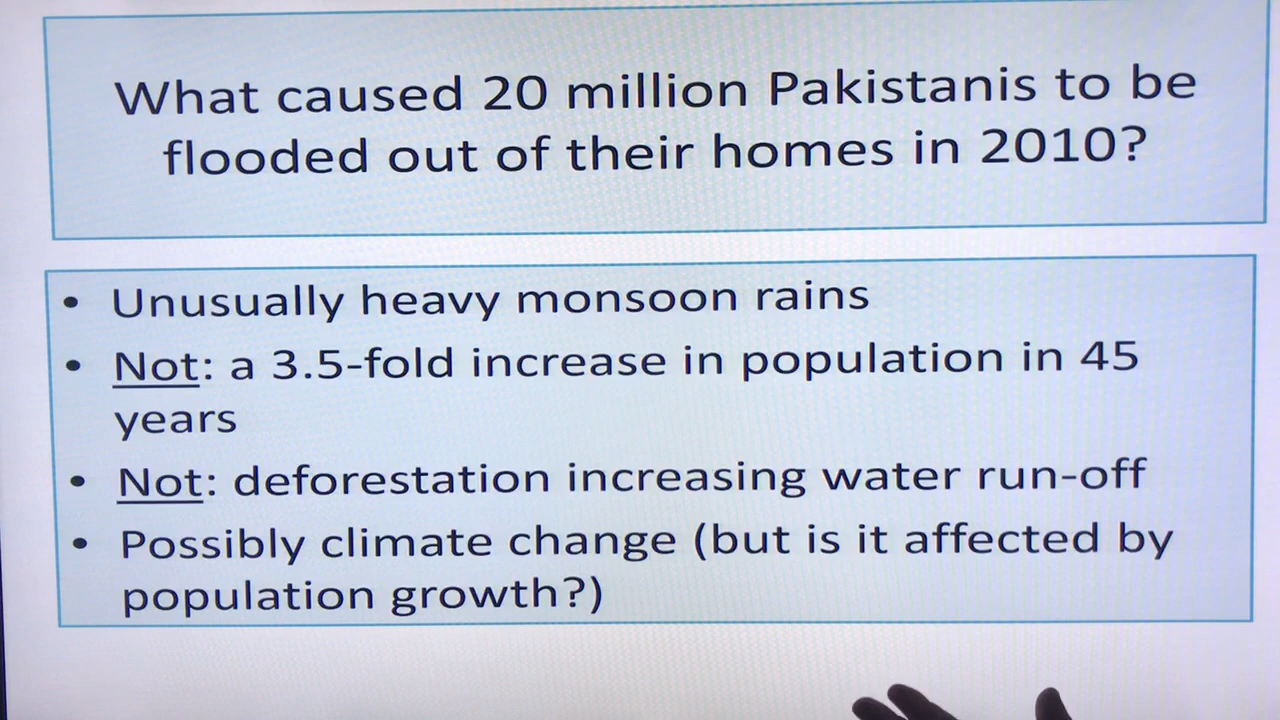 What caused 20 million Pakistanis to be
flooded out of their homes in 2010?
• Unusually heavy monsoon rains
• Not: a 3.5-fold increase in population in 45
years
• Not: deforestation increasing water run-off
• Possibly climate change (but is it affected by
population growth?)